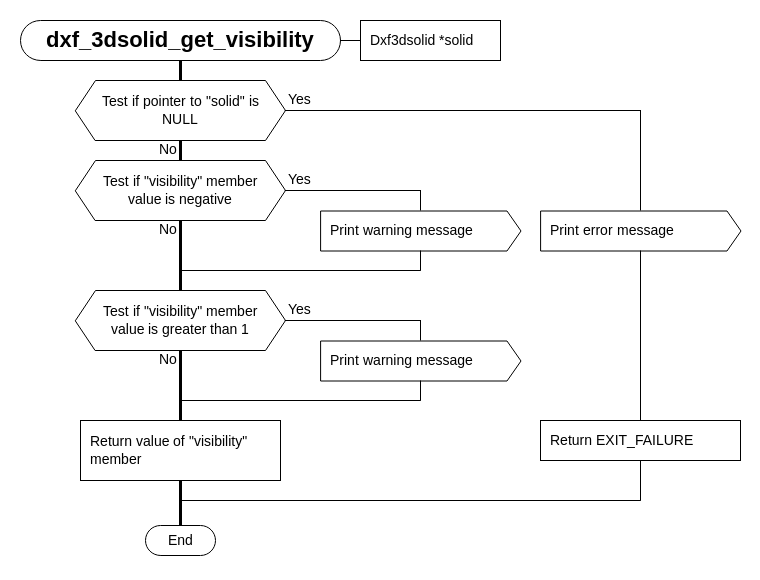 dxf_3dsolid_get_visibility
Dxf3dsolid *solid
Test if pointer to "solid" is
NULL
Yes
No
Test if "visibility" member
value is negative
Yes
No
Print warning message
Print error message
Test if "visibility" member
value is greater than 1
Yes
No
Print warning message
Return value of "visibility"
member
Return EXIT_FAILURE
End